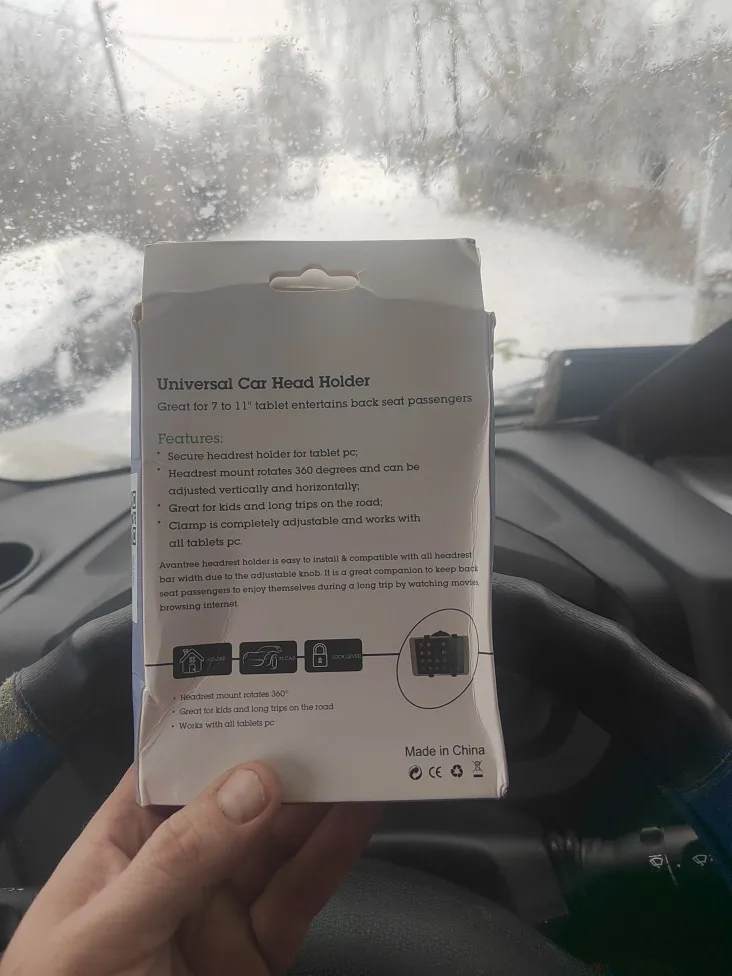 Universal Car Head Holder
Great for 7 to 11" tablet entertains back seat passengers
Features:
· Secure headrest holder for tablet pc;
· Headrest mount rotates 360 degrees and can be
adjusted vertically and horizontally;
· Great for kids and long trips on the road;
· Clamp is completely adjustable and works with
all tablets pc.
Avantree headrest holder is easy to install & compatible with all headrest
bar width due to the adjustable knob. It is a great companion to keep back
seat passengers to enjoy themselves during a long trip by watching movies,
browsing internet.
· Headrest mount rotates 360°
· Great for kids and long trips on the road
· Works with all tablets pc
Made in China
CE